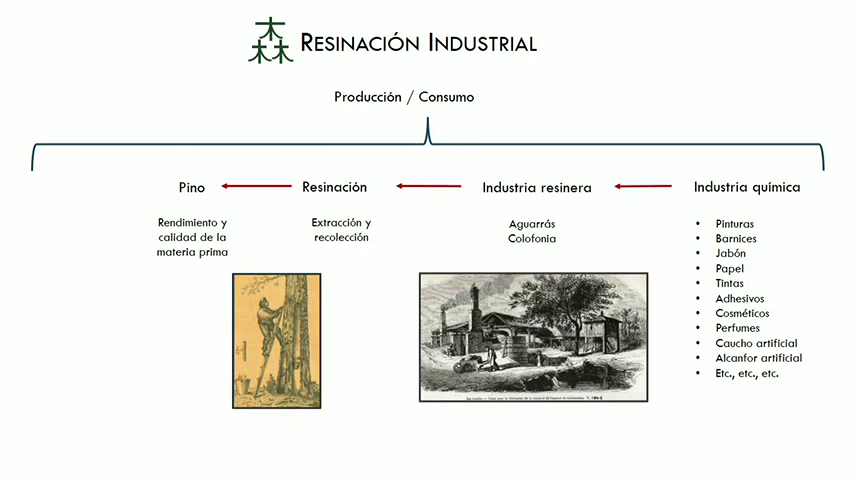 RESINACIÓN INDUSTRIAL
Producción / Consumo
Pino
Resinación
Industria resinera
Industria química
Rendimiento y
calidad de la
materia prima
Extracción y
recolección
Aguarrás
Colofonia
• Pinturas
• Barnices
• Jabón
• Papel
• Tintas
• Adhesivos
• Cosméticos
• Perfumes
• Caucho artificial
• Alcanfor artificial
• Etc., etc., etc.